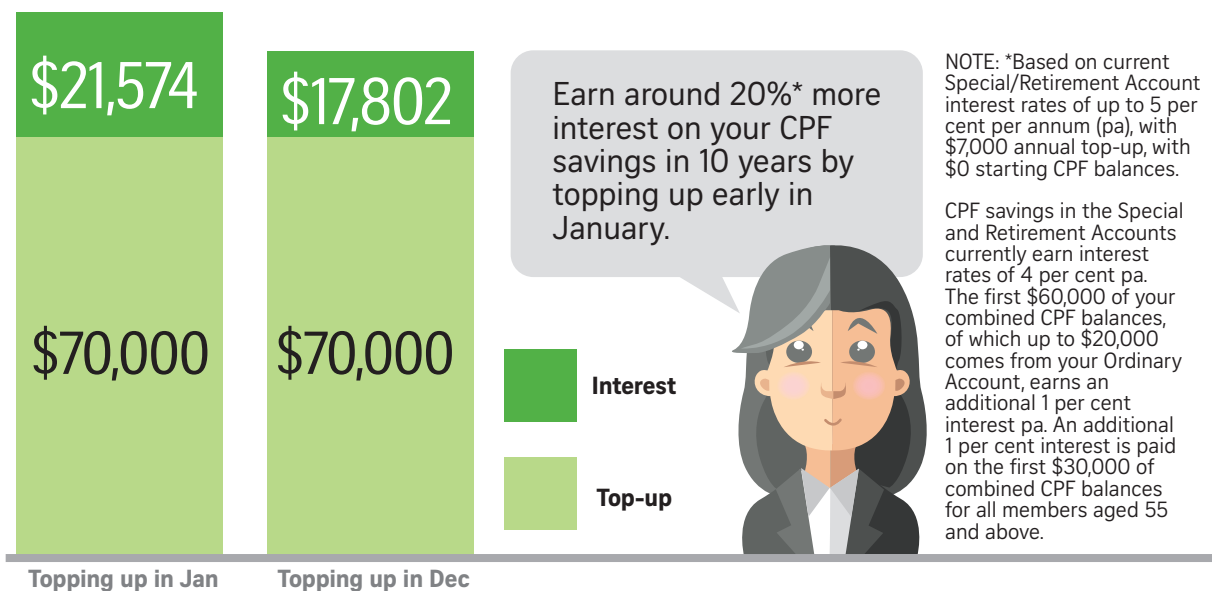 $21,574
$70,000
Topping up in Jan
$17,802
$70,000
Topping up in Dec
Earn around 20%* more
interest on your CPF
savings in 10 years by
topping up early in
January.
Interest
Top-up
NOTE: *Based on current
Special/Retirement Account
interest rates of up to 5 per
cent per annum (pa), with
$7,000 annual top-up, with
$0 starting CPF balances.
CPF savings in the Special
and Retirement Accounts
currently earn interest
rates of 4 per cent pa.
The first $60,000 of your
combined CPF balances,
of which up to $20,000
comes from your Ordinary
Account, earns an
additional 1 per cent
interest pa. An additional
1 per cent interest is paid
on the first $30,000 of
combined CPF balances
for all members aged 55
and above.